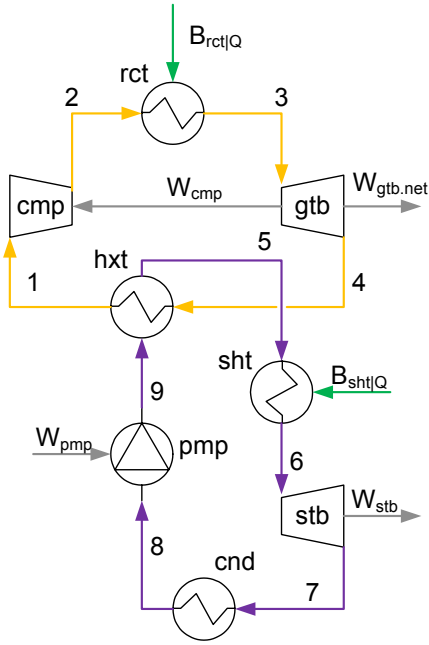 B_rct|Q
rct
2
3
cmp
W_cmp
gtb
W_gtb.net
5
hxt
1
4
sht
B_sht|Q
9
W_pmp
pmp
6
stb
W_stb
8
cnd
7